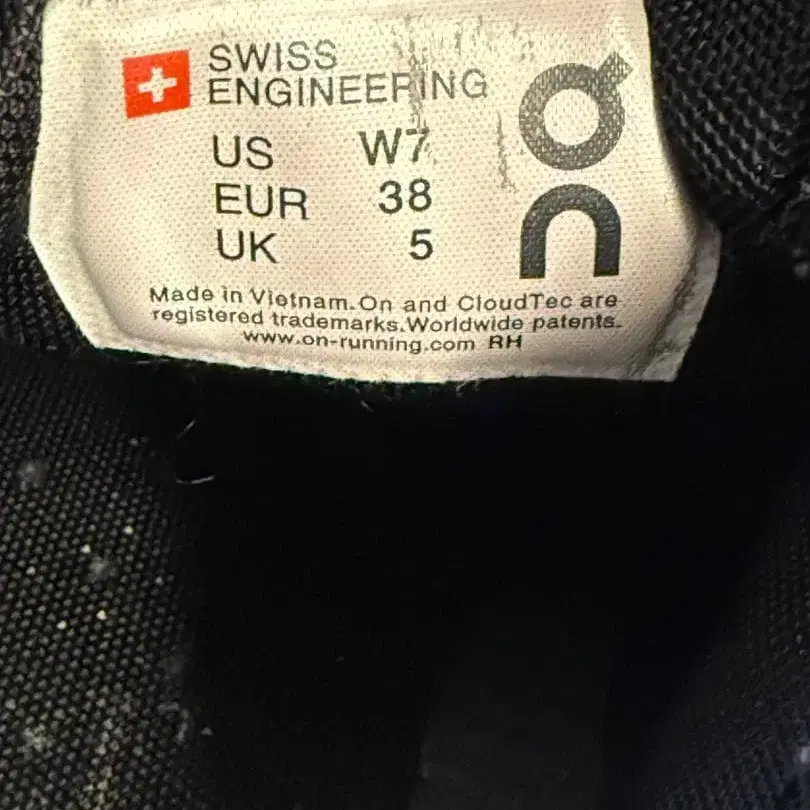 SWISS
ENGINEERING
US W7
EUR 38
UK 5
Made in Vietnam.On and CloudTec are
registered trademarks.Worldwide patents.
www.on-running.com RH
On